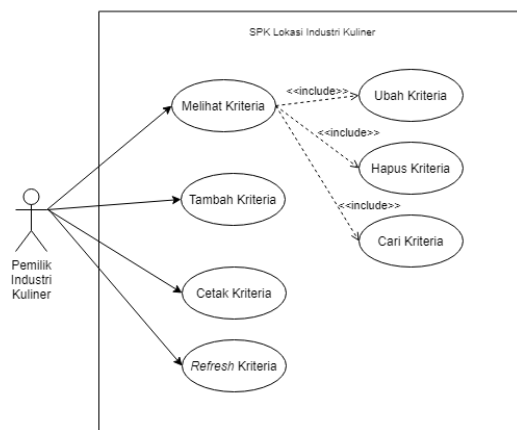 SPK Lokasi Industri Kuliner
Melihat Kriteria
<<include>>
Ubah Kriteria
<<include>>
Hapus Kriteria
<<include>>
Cari Kriteria
Tambah Kriteria
Cetak Kriteria
Refresh Kriteria
Pemilik
Industri
Kuliner